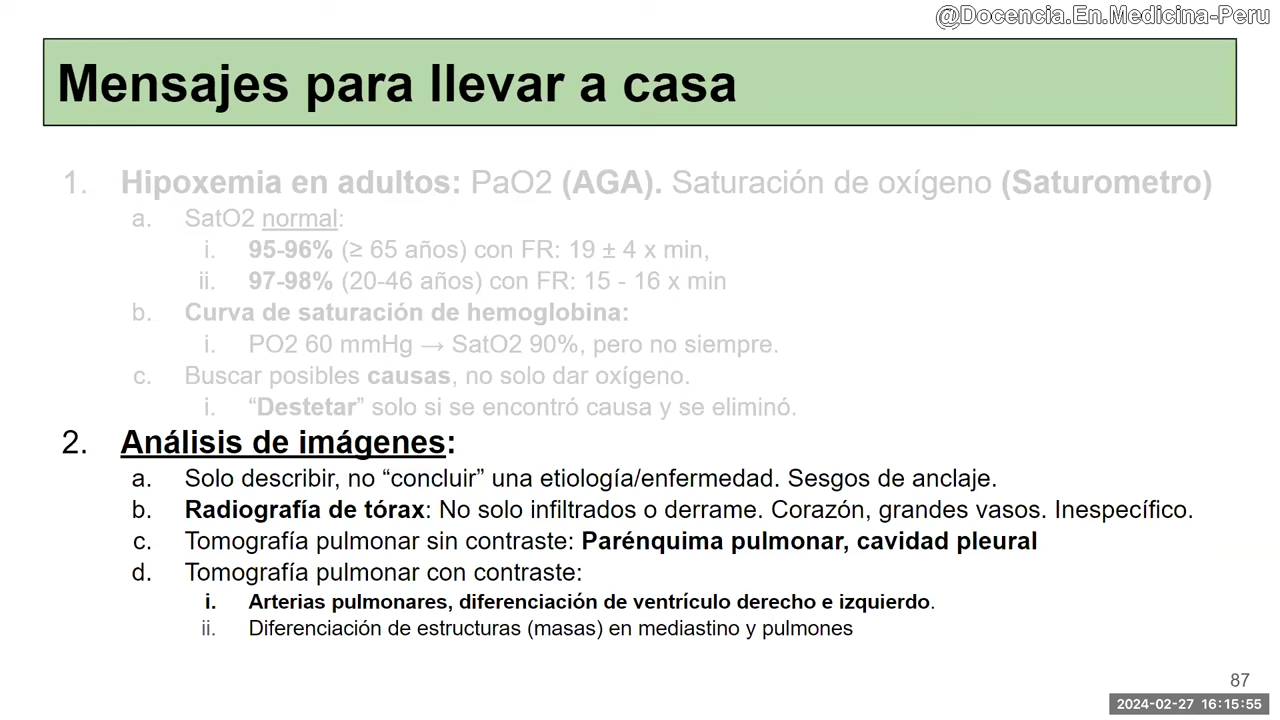 @Docencia.En.Medicina-Peru
Mensajes para llevar a casa
1. Hipoxemia en adultos: PaO2 (AGA). Saturación de oxígeno (Saturometro)
a. SatO2 normal:
i. 95-96% (≥ 65 años) con FR: 19 ± 4 x min,
ii. 97-98% (20-46 años) con FR: 15 - 16 x min
b. Curva de saturación de hemoglobina:
i. PO2 60 mmHg → SatO2 90%, pero no siempre.
c. Buscar posibles causas, no solo dar oxígeno.
i. “Destetar” solo si se encontró causa y se eliminó.
2. Análisis de imágenes:
a. Solo describir, no “concluir” una etiología/enfermedad. Sesgos de anclaje.
b. Radiografía de tórax: No solo infiltrados o derrame. Corazón, grandes vasos. Inespecífico.
c. Tomografía pulmonar sin contraste: Parénquima pulmonar, cavidad pleural
d. Tomografía pulmonar con contraste:
i. Arterias pulmonares, diferenciación de ventrículo derecho e izquierdo.
ii. Diferenciación de estructuras (masas) en mediastino y pulmones
87
2024-02-27 16:15:55